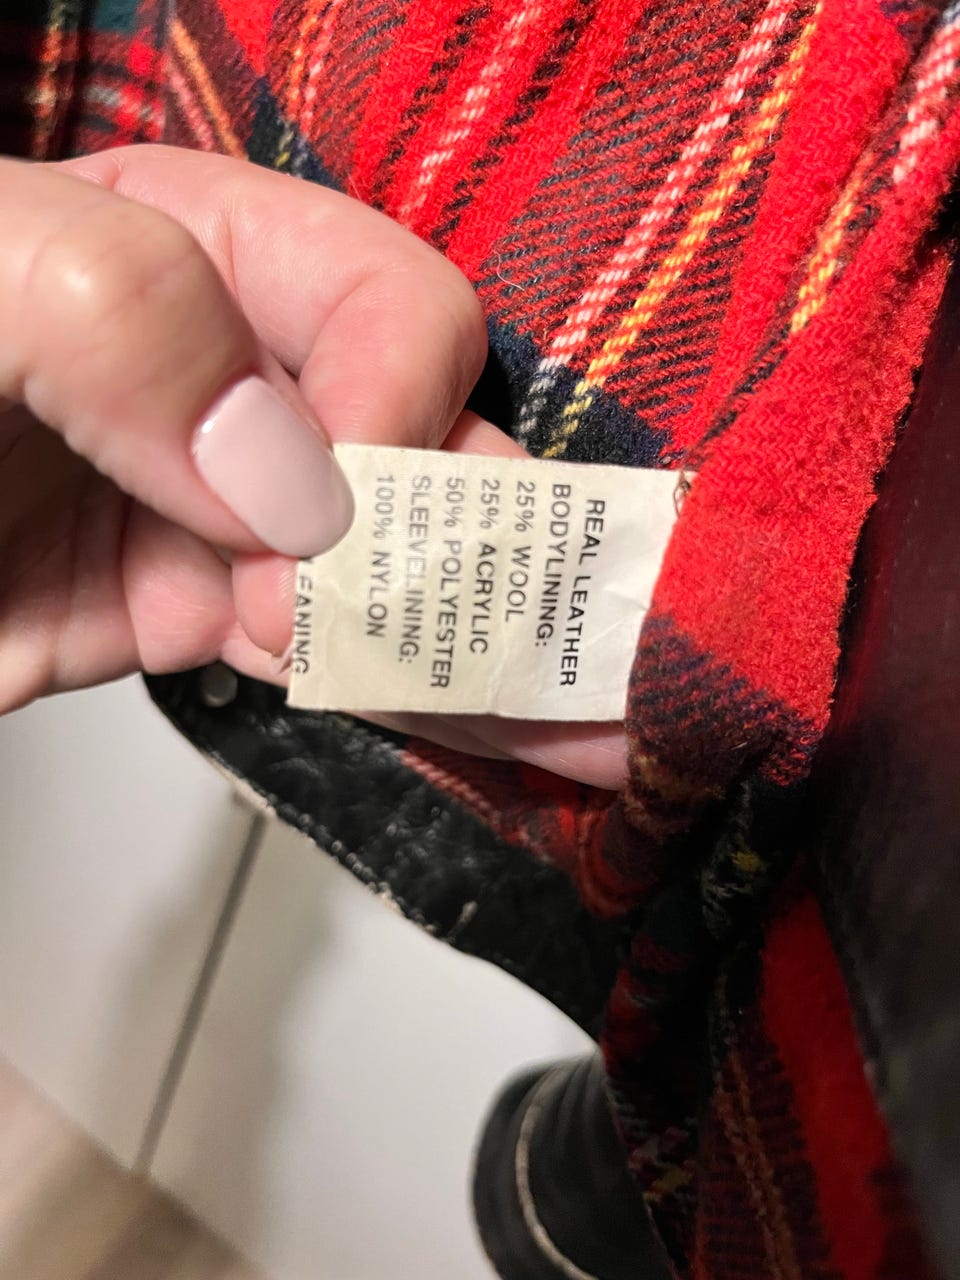 REAL LEATHER
BODYLINING:
25% WOOL
25% ACRYLIC
50% POLYESTER
SLEEVELINING:
100% NYLON